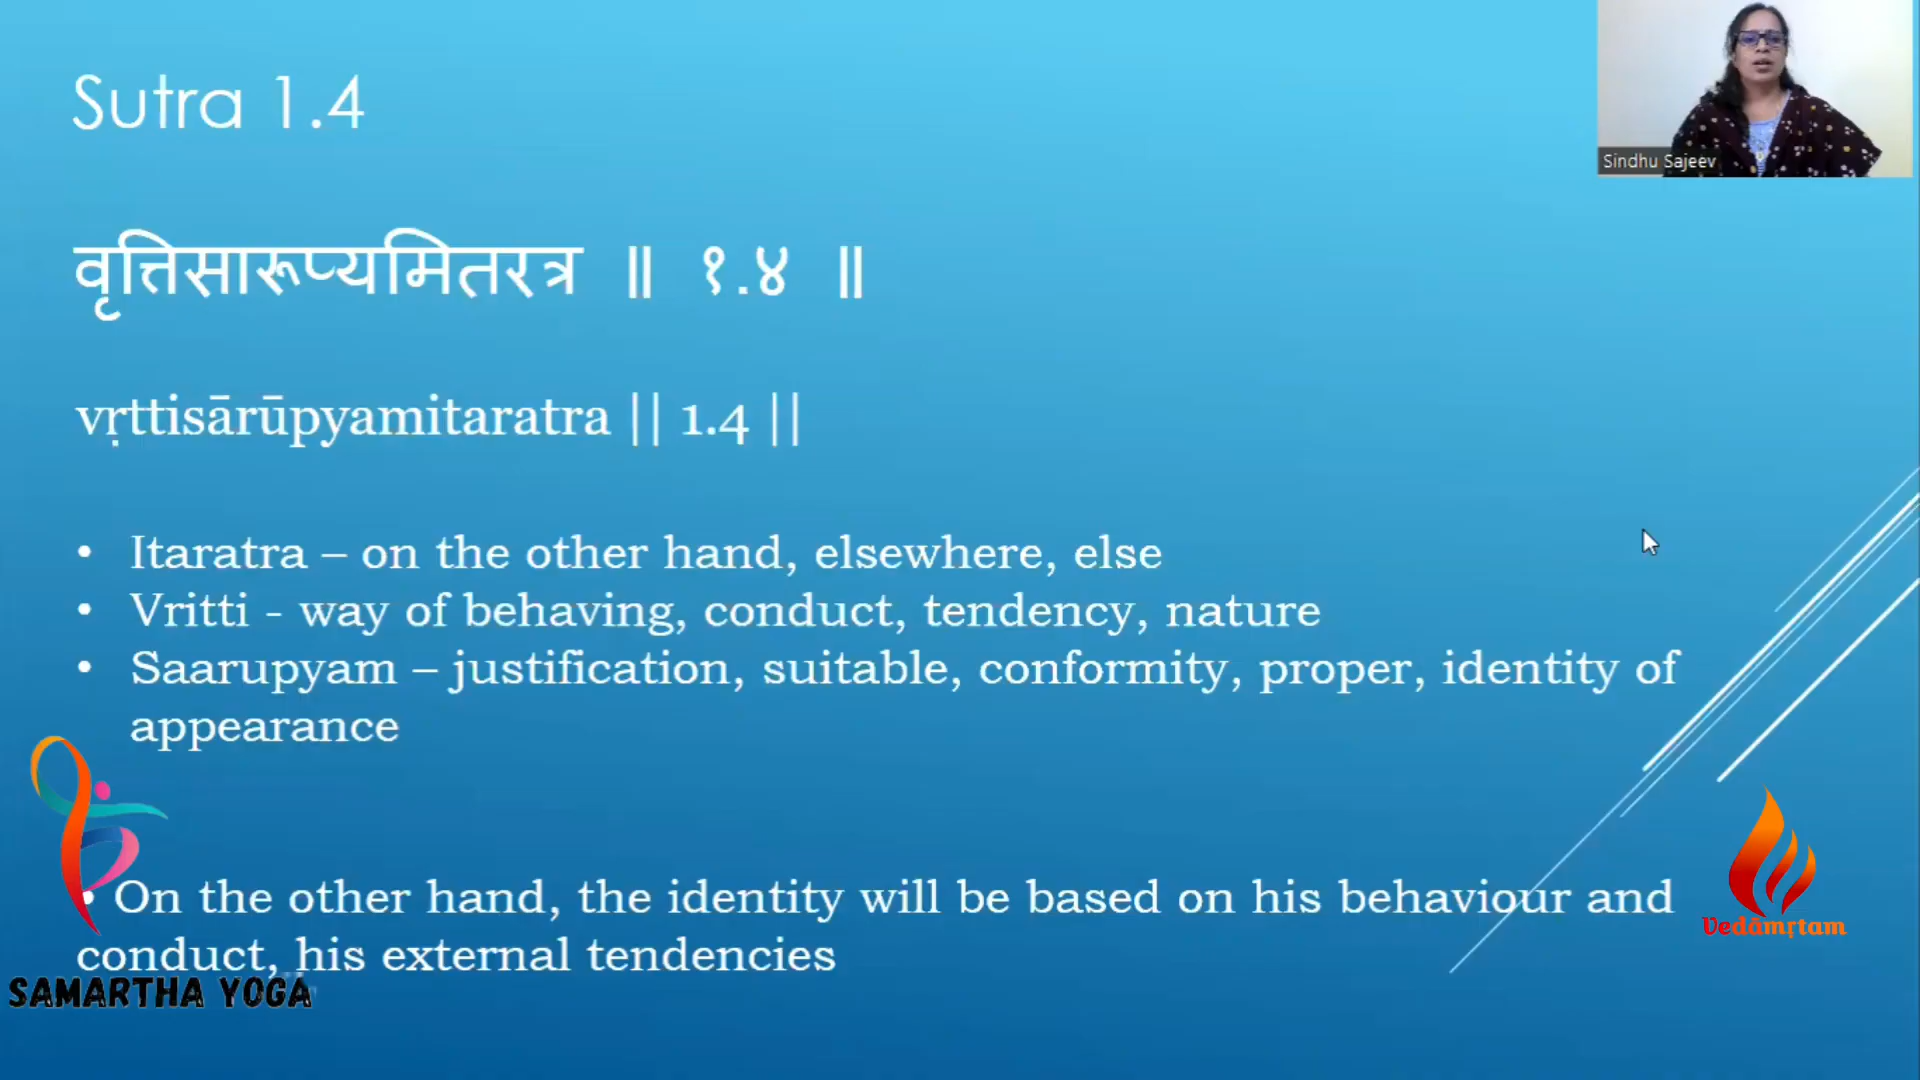 Sutra 1.4
Sindhu Sajeev
वृत्तिसारूप्यमितरत्र ॥ १.४ ॥
vṛttisārūpyamitaratra || 1.4 ||
• Itaratra – on the other hand, elsewhere, else
• Vritti - way of behaving, conduct, tendency, nature
• Saarupyam – justification, suitable, conformity, proper, identity of
appearance
• On the other hand, the identity will be based on his behaviour and
conduct, his external tendencies
Vedāmṛtam
SAMARTHA YOGA